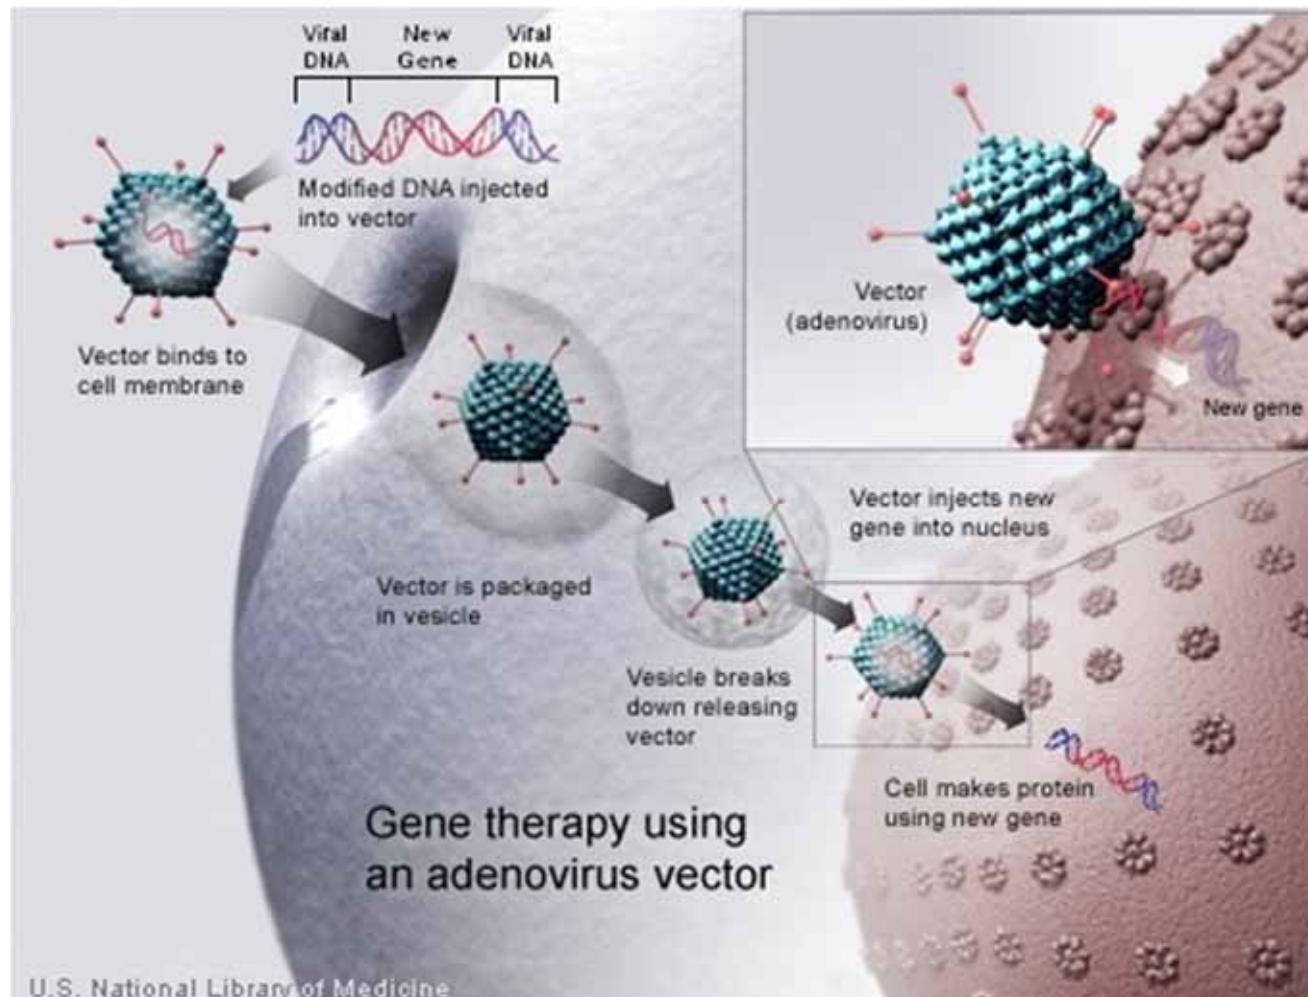 Viral DNA
New Gene
Viral DNA
Modified DNA injected
into vector
Vector binds to
cell membrane
Vector is packaged
in vesicle
Vesicle breaks
down releasing
vector
Vector injects new
gene into nucleus
Cell makes protein
using new gene
Vector
(adenovirus)
New gene
Gene therapy using
an adenovirus vector
U.S. National Library of Medicine